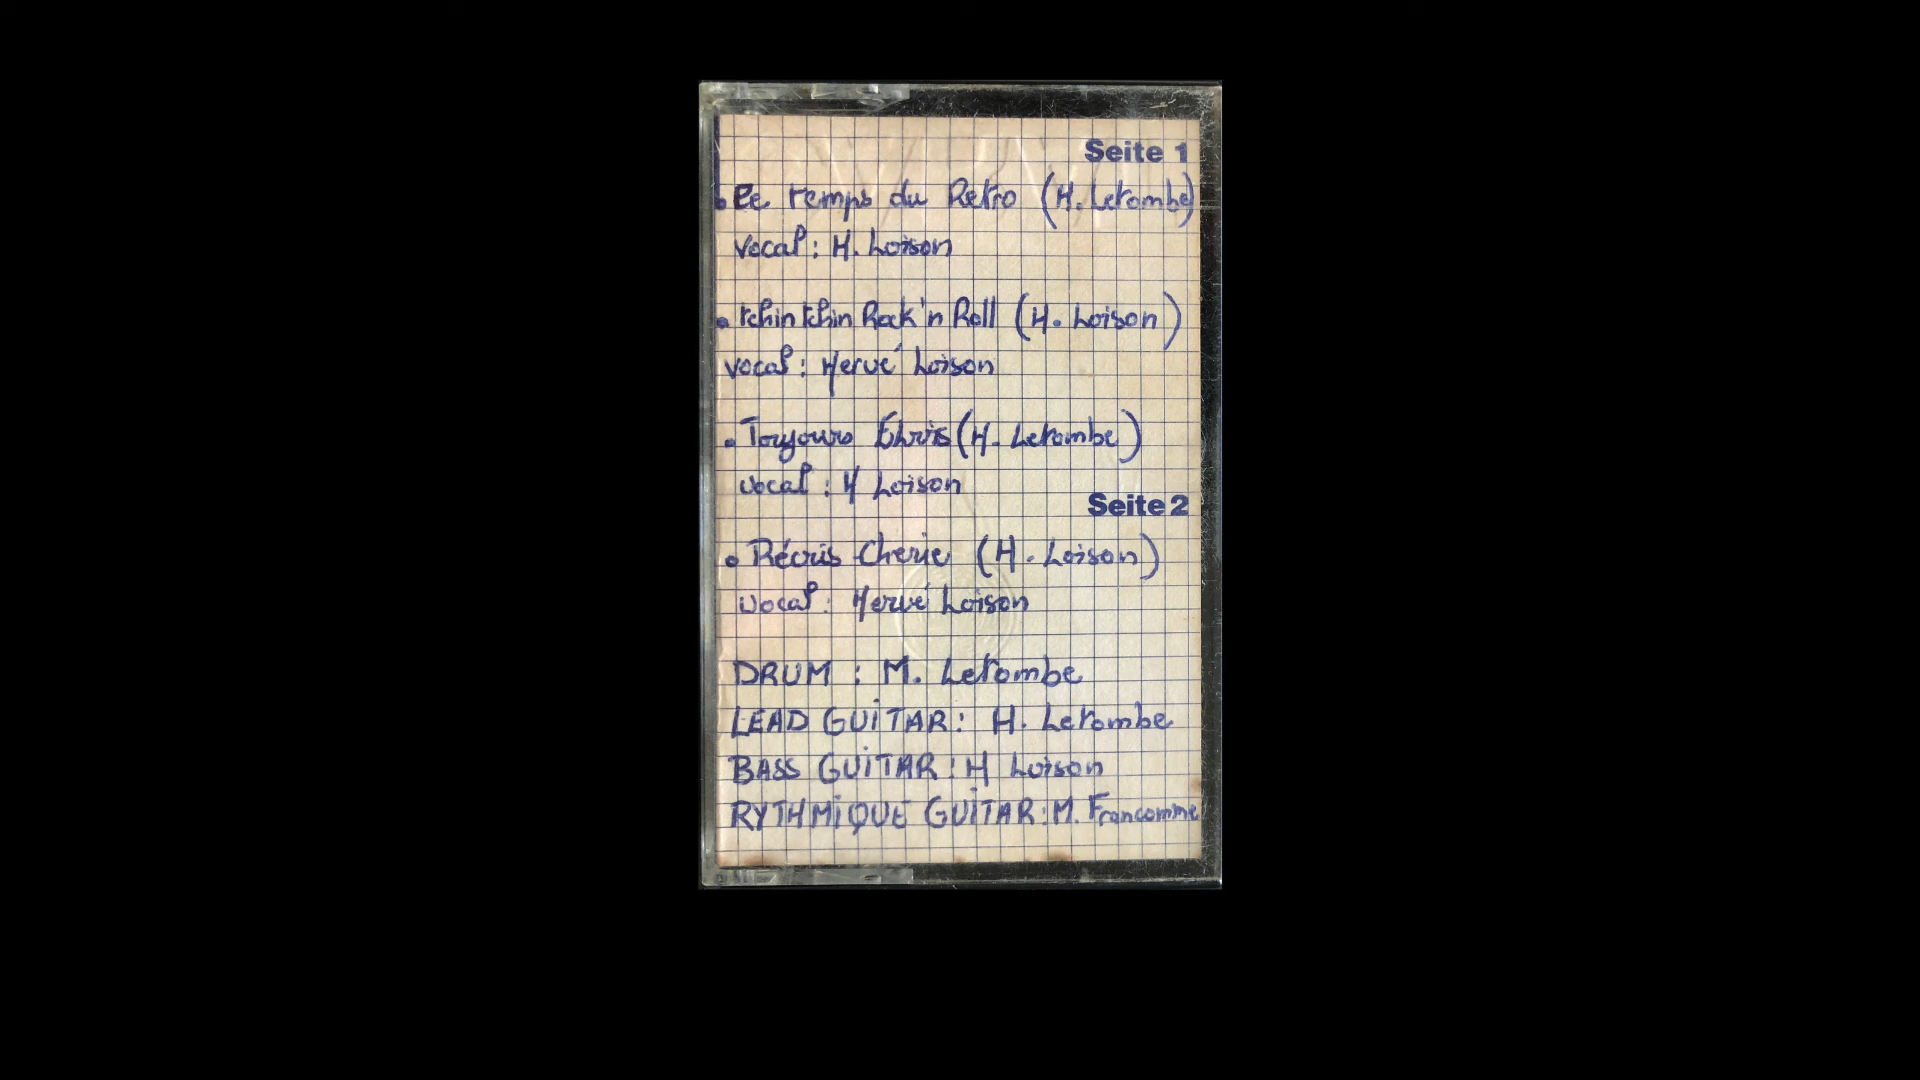 Seite 1
• Le temps du Retro (H. Letombe)
Vocal : H. Loison
• tchin tchin Rock'n Roll (H. Loison)
vocal : Hervé Loison
• Toujours Elvis (H. Letombe)
vocal : H Loison
Seite 2
• Récris Cherie (H. Loison)
vocal : Hervé Loison
DRUM : M. Letombe
LEAD GUITAR : H. Letombe
BASS GUITAR : H Loison
RYTHMIQUE GUITAR : M. Francomme